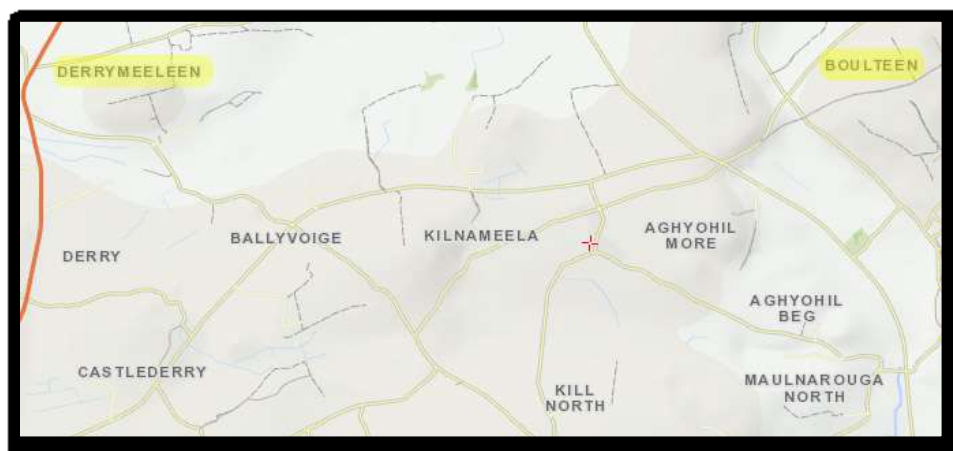 DERRYMEELEEN
BOULTEEN
AGHYOHIL
MORE
BALLYVOIGE
KILNAMEELA
DERRY
AGHYOHIL
BEG
CASTLEDERRY
MAULNAROUGA
NORTH
KILL
NORTH